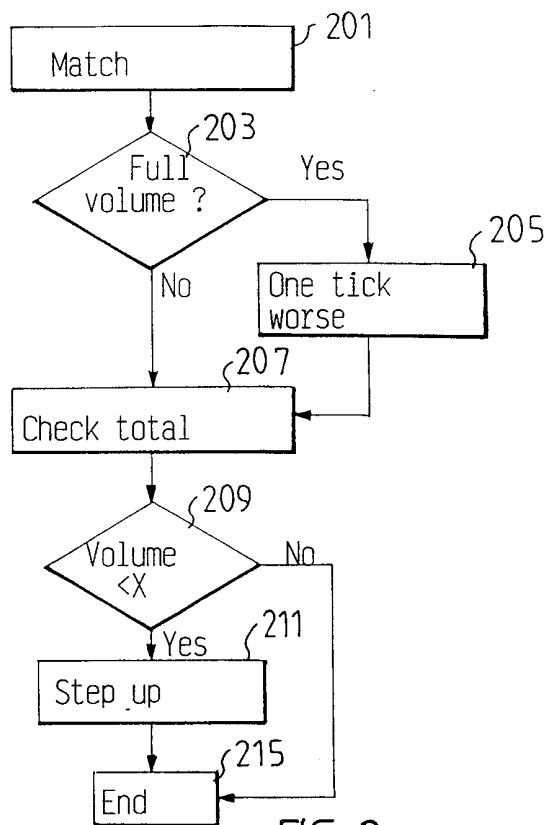 201
Match
203
Full
volume ?
Yes
205
One tick
worse
No
207
Check total
209
Volume
<X
No
Yes
211
Step up
215
End